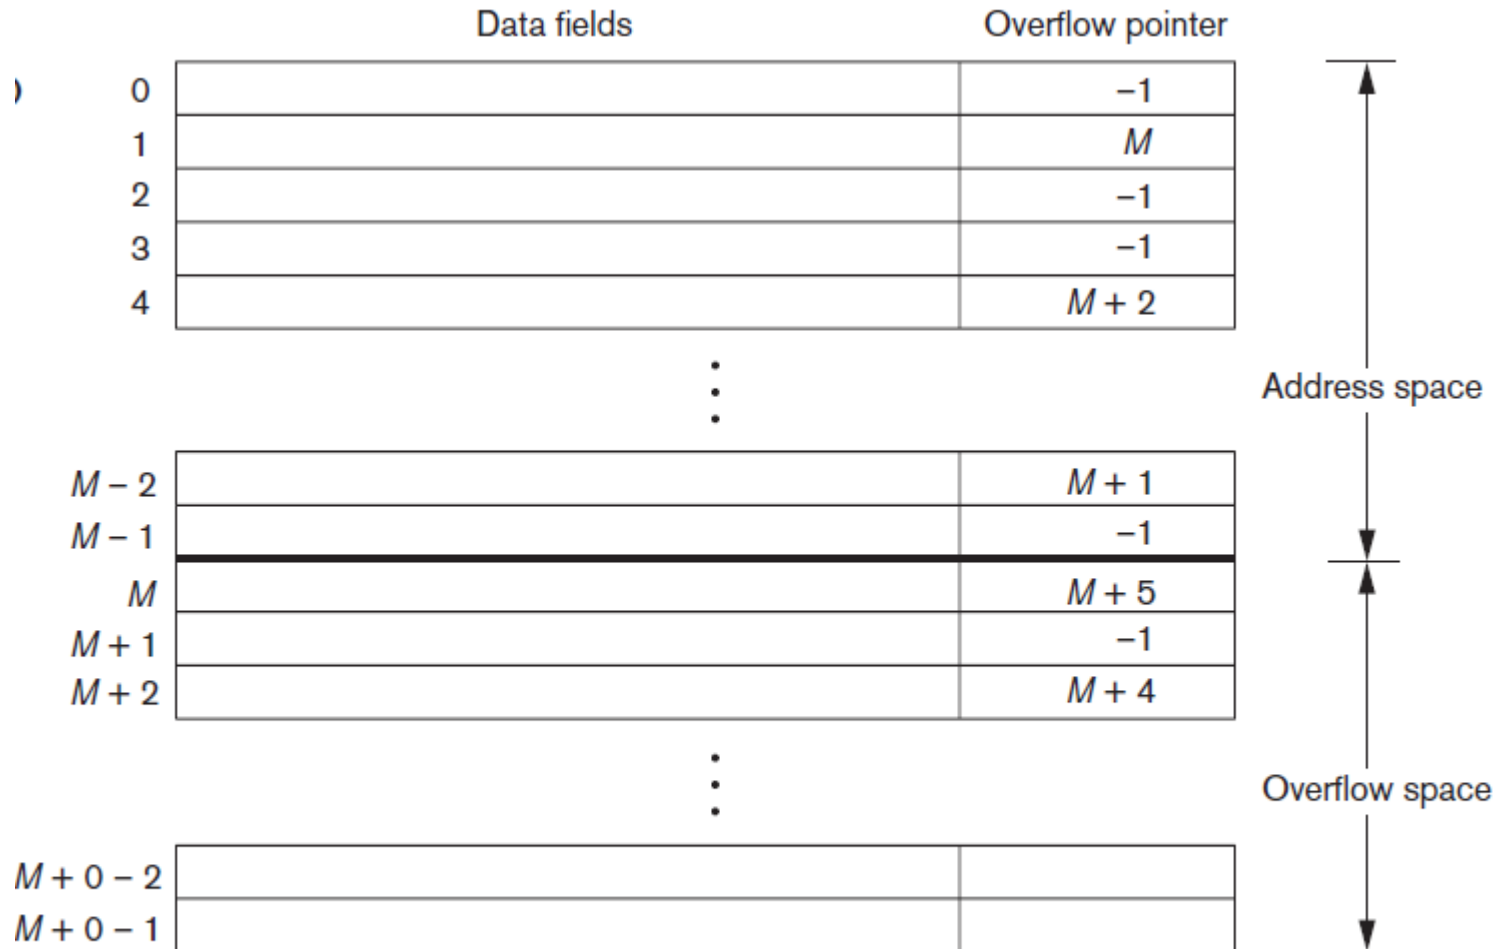 Data fields Overflow pointer
) 0 –1
1 M
2 –1
3 –1
4 M + 2
Address space
M – 2 M + 1
M – 1 –1
M M + 5
M + 1 –1
M + 2 M + 4
Overflow space
M + 0 – 2
M + 0 – 1